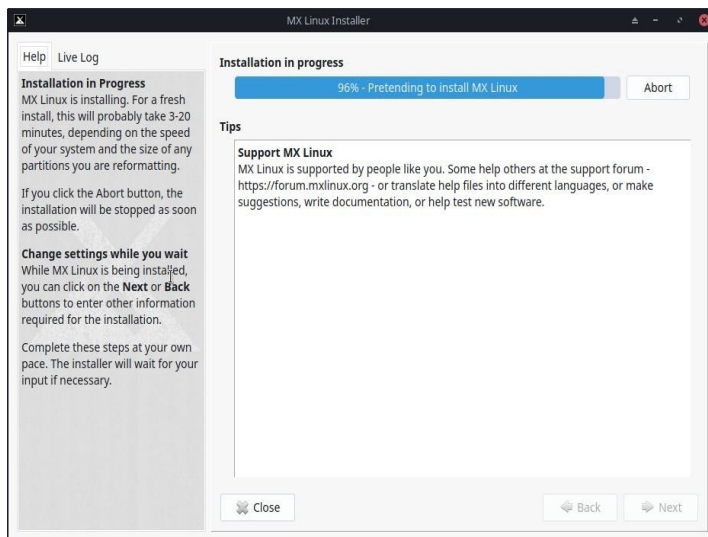 MX Linux Installer
Help
Live Log
Installation in Progress
MX Linux is installing. For a fresh
install, this will probably take 3-20
minutes, depending on the speed
of your system and the size of any
partitions you are reformatting.
If you click the Abort button, the
installation will be stopped as soon
as possible.
Change settings while you wait
While MX Linux is being installed,
you can click on the Next or Back
buttons to enter other information
required for the installation.
Complete these steps at your own
pace. The installer will wait for your
input if necessary.
Installation in progress
96% - Pretending to install MX Linux
Abort
Tips
Support MX Linux
MX Linux is supported by people like you. Some help others at the support forum -
https://forum.mxlinux.org - or translate help files into different languages, or make
suggestions, write documentation, or help test new software.
Close
Back
Next